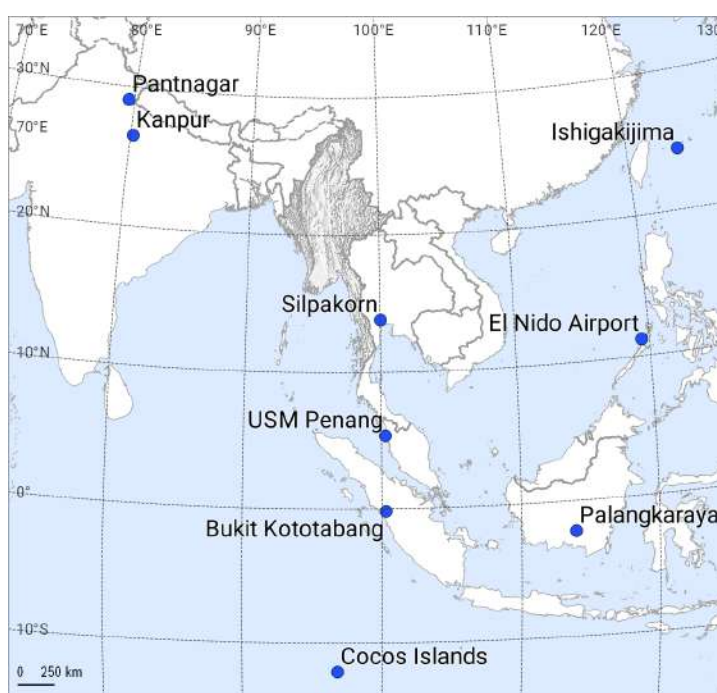 70°E 80°E 90°E 100°E 110°E 120°E 130
30°N
Pantnagar
70°E
Kanpur
Ishigakijima
20°N
Silpakorn
El Nido Airport
10°N
USM Penang
0°
Palangkaraya
Bukit Kototabang
10°S
Cocos Islands
0 250 km